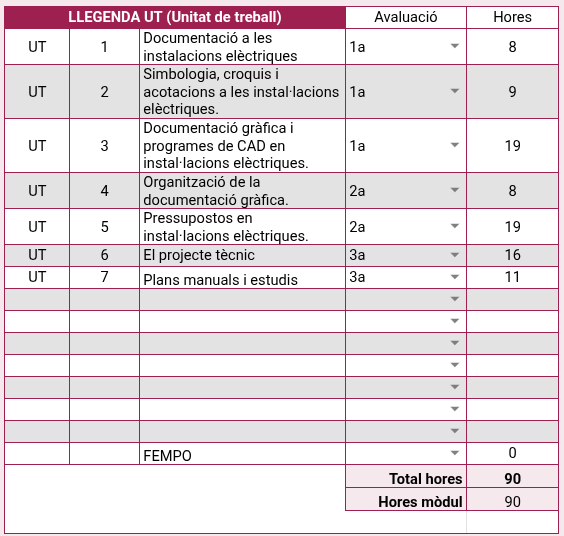 LLEGENDA UT (Unitat de treball) Avaluació Hores
UT 1 Documentació a les
instalacions elèctriques 1a 8
UT 2 Simbologia, croquis i
acotacions a les instal·lacions
elèctriques. 1a 9
UT 3 Documentació gràfica i
programes de CAD en
instal·lacions elèctriques. 1a 19
UT 4 Organització de la
documentació gràfica. 2a 8
UT 5 Pressupostos en
instal·lacions elèctriques. 2a 19
UT 6 El projecte tècnic 3a 16
UT 7 Plans manuals i estudis 3a 11
FEMPO 0
Total hores 90
Hores mòdul 90